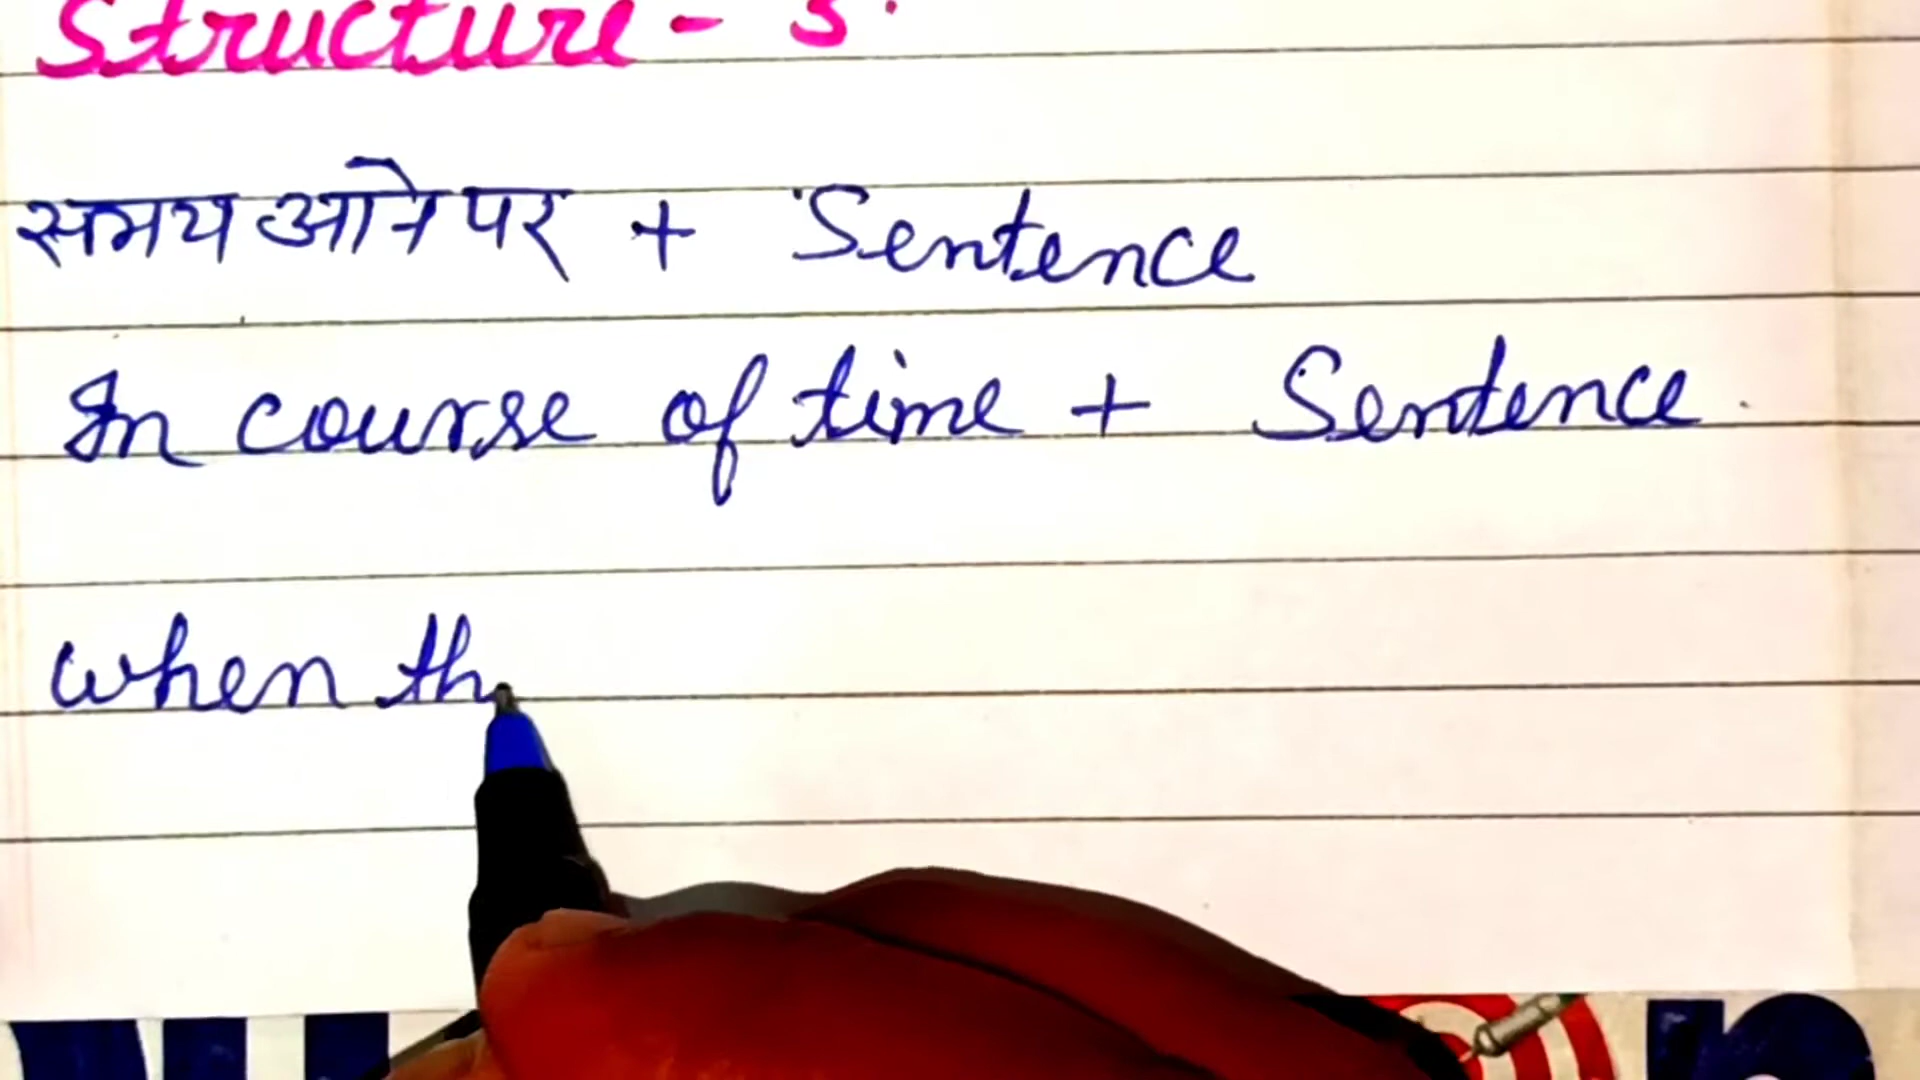 Structure - 3.
समय आने पर + Sentence
In course of time + Sentence.
when th